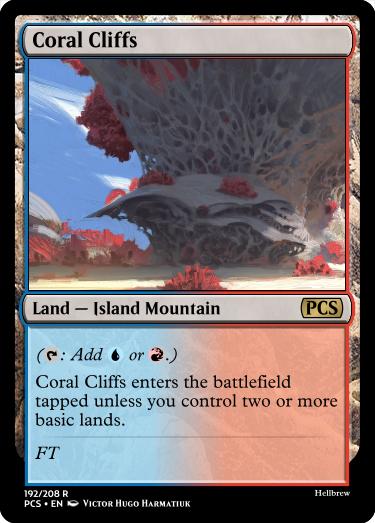 Coral Cliffs
Land — Island Mountain
PCS
(: Add or .)
Coral Cliffs enters the battlefield
tapped unless you control two or more
basic lands.
FT
192/208 R
Hellbrew
PCS • EN VICTOR HUGO HARMATIUK